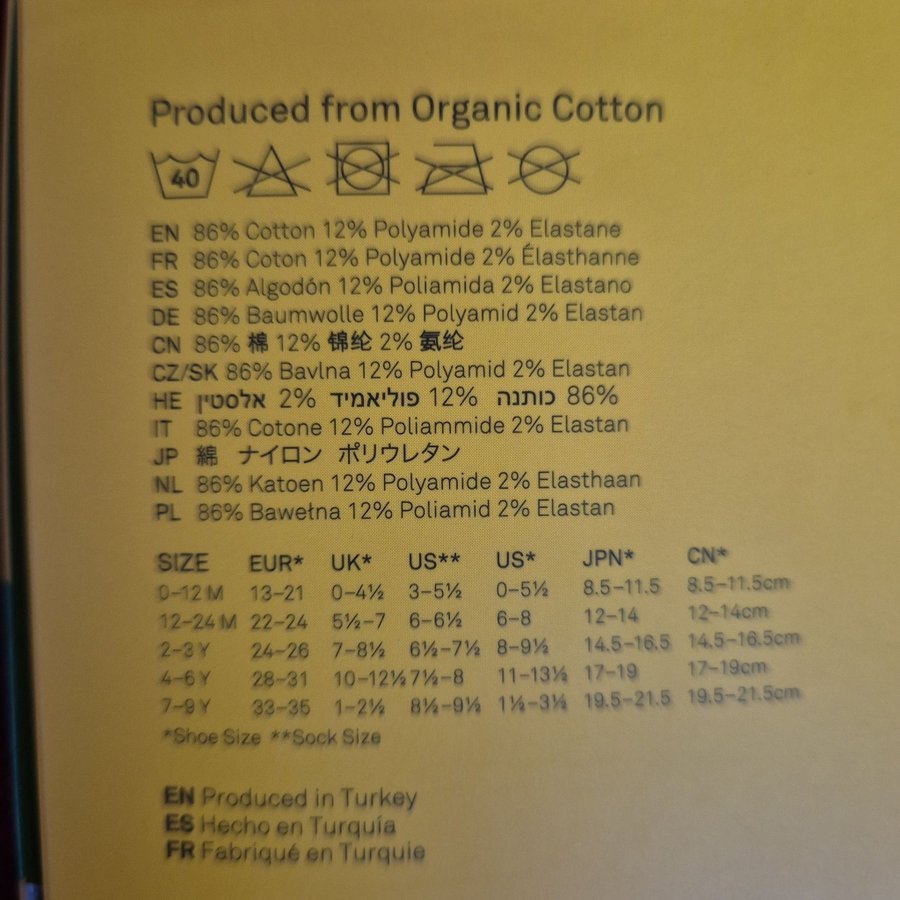 Produced from Organic Cotton
40
EN 86% Cotton 12% Polyamide 2% Elastane
FR 86% Coton 12% Polyamide 2% Élasthanne
ES 86% Algodón 12% Poliamida 2% Elastano
DE 86% Baumwolle 12% Polyamid 2% Elastan
CN 86% 棉 12% 锦纶 2% 氨纶
CZ/SK 86% Bavlna 12% Polyamid 2% Elastan
HE 86% כותנה 12% פוליאמיד 2% אלסטין
IT 86% Cotone 12% Poliammide 2% Elastan
JP 綿 ナイロン ポリウレタン
NL 86% Katoen 12% Polyamide 2% Elasthaan
PL 86% Bawełna 12% Poliamid 2% Elastan
SIZE EUR* UK* US** US* JPN* CN*
0–12 M 13–21 0–4½ 3–5½ 0–5½ 8.5–11.5 8.5–11.5cm
12–24 M 22–24 5½–7 6–6½ 6–8 12–14 12–14cm
2–3 Y 24–26 7–8½ 6½–7½ 8–9½ 14.5–16.5 14.5–16.5cm
4–6 Y 28–31 10–12½ 7½–8 11–13½ 17–19 17–19cm
7–9 Y 33–35 1–2½ 8½–9½ 1½–3½ 19.5–21.5 19.5–21.5cm
*Shoe Size **Sock Size
EN Produced in Turkey
ES Hecho en Turquía
FR Fabriqué en Turquie